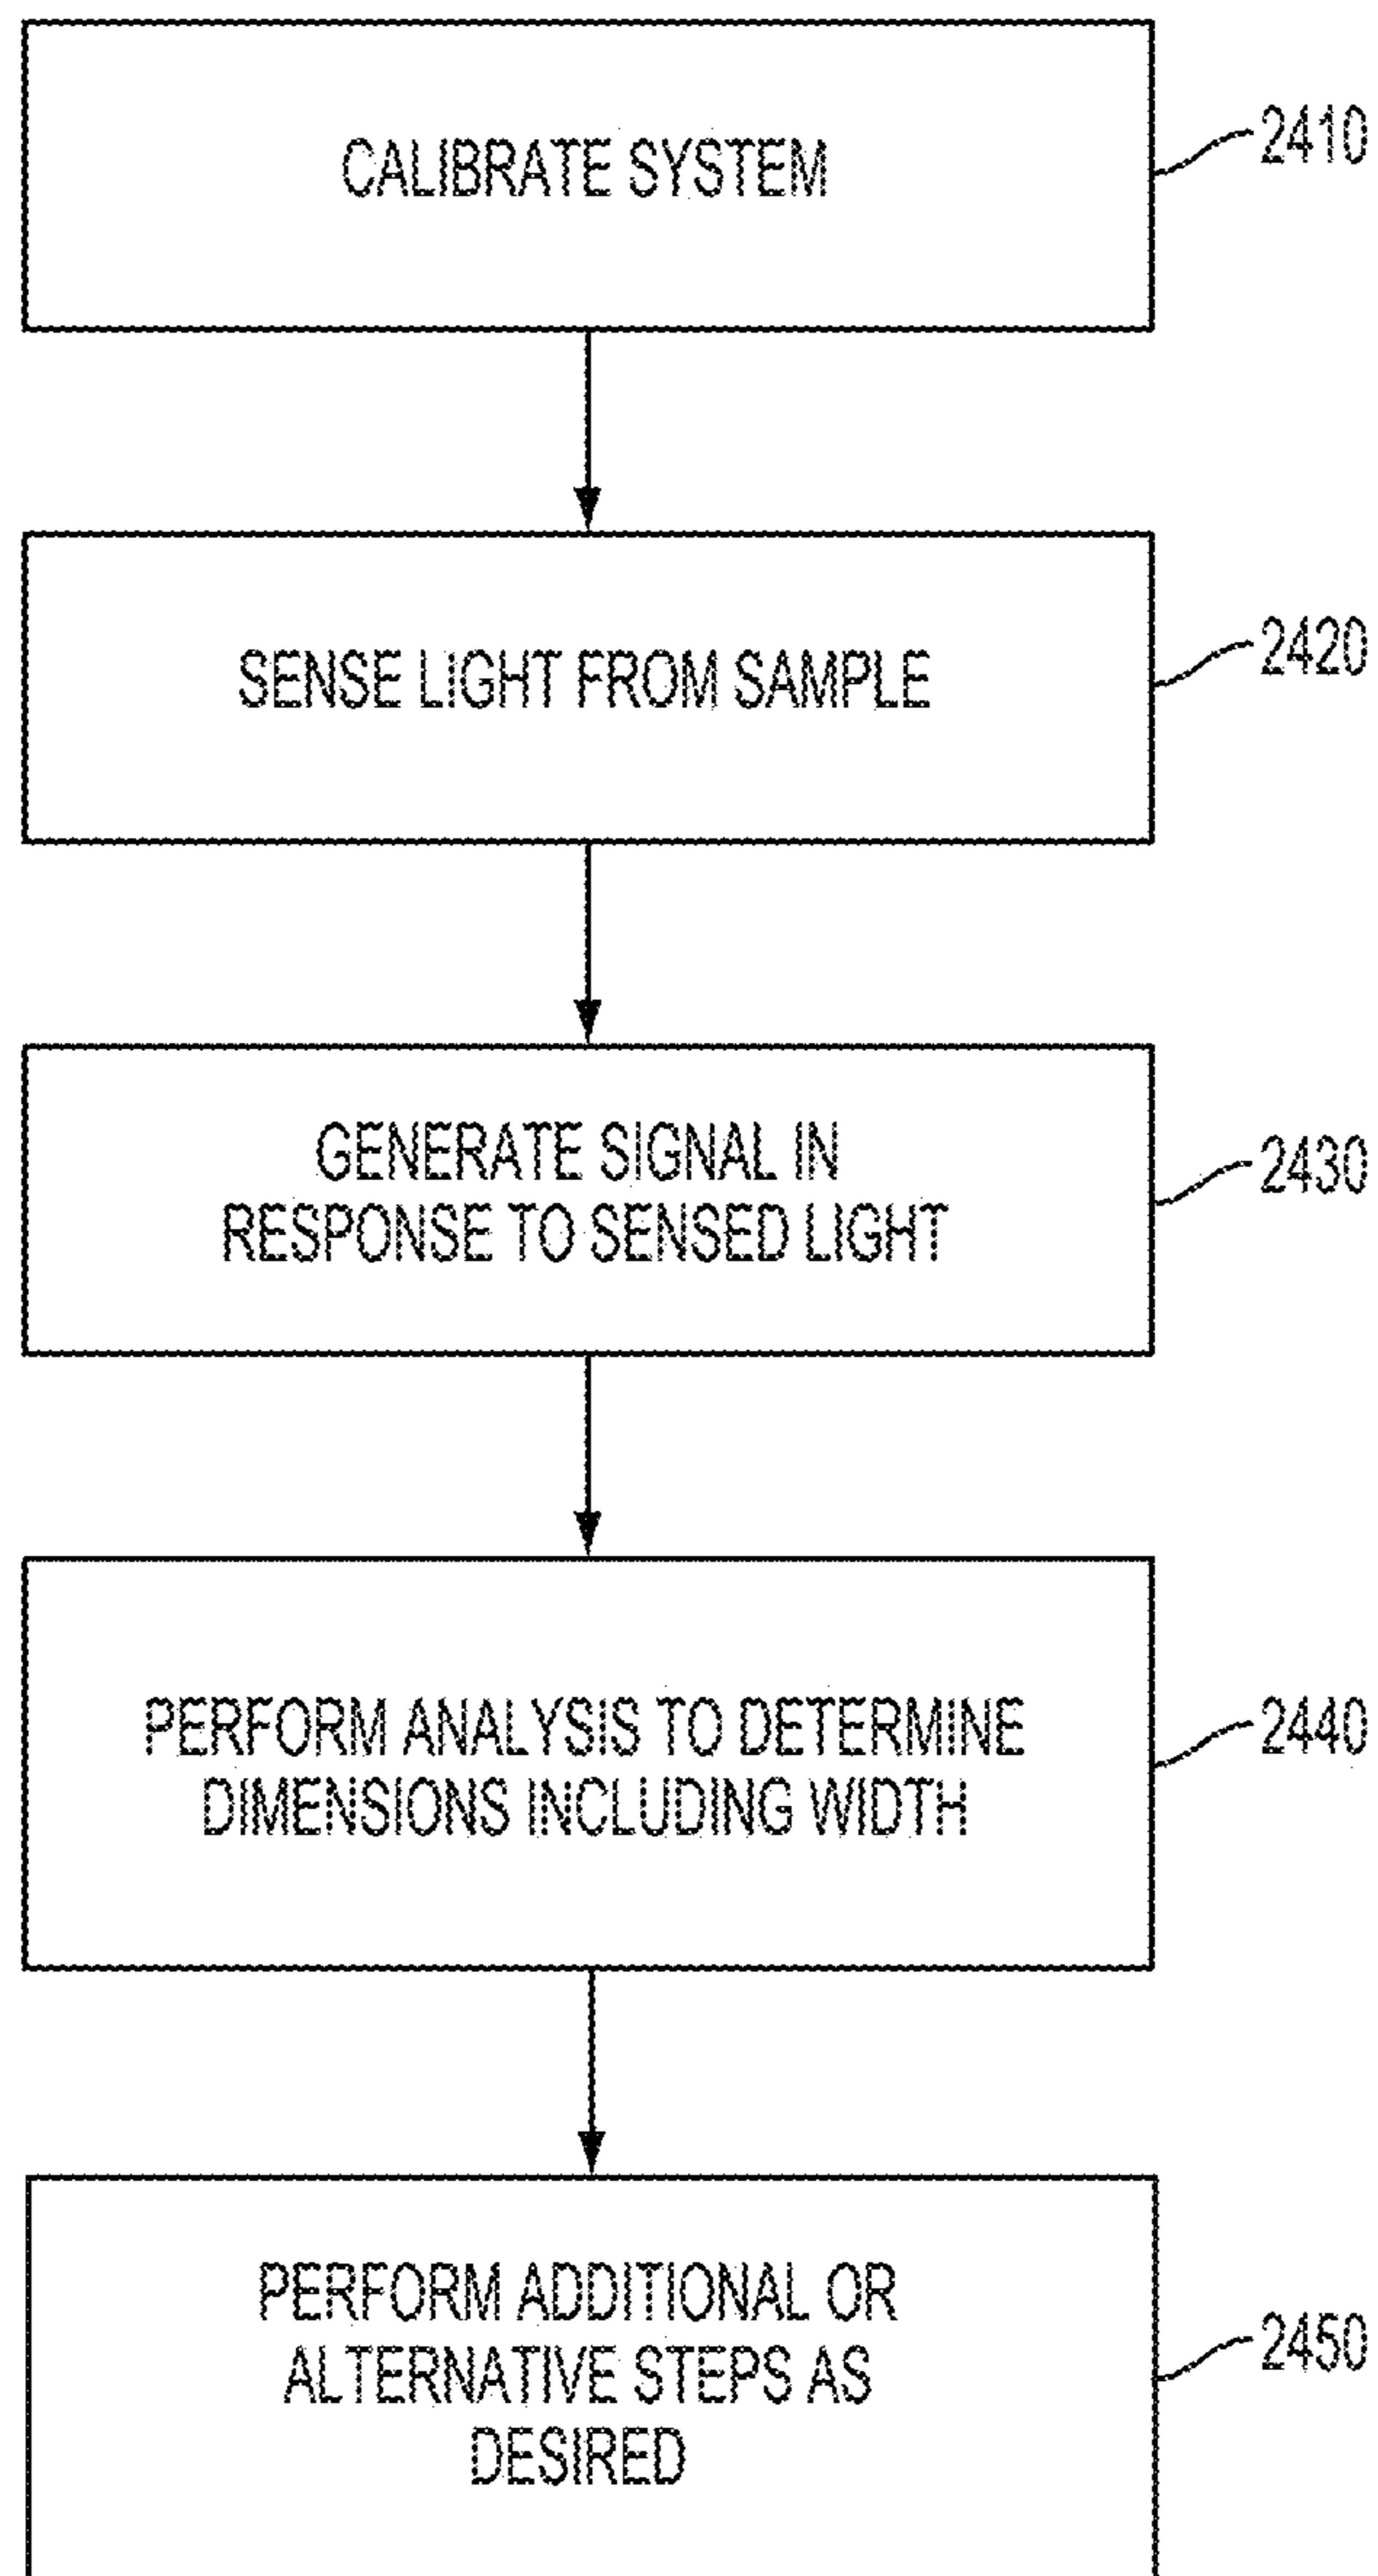 CALIBRATE SYSTEM
2410
SENSE LIGHT FROM SAMPLE
2420
GENERATE SIGNAL IN
RESPONSE TO SENSED LIGHT
2430
PERFORM ANALYSIS TO DETERMINE
DIMENSIONS INCLUDING WIDTH
2440
PERFORM ADDITIONAL OR
ALTERNATIVE STEPS AS
DESIRED
2450